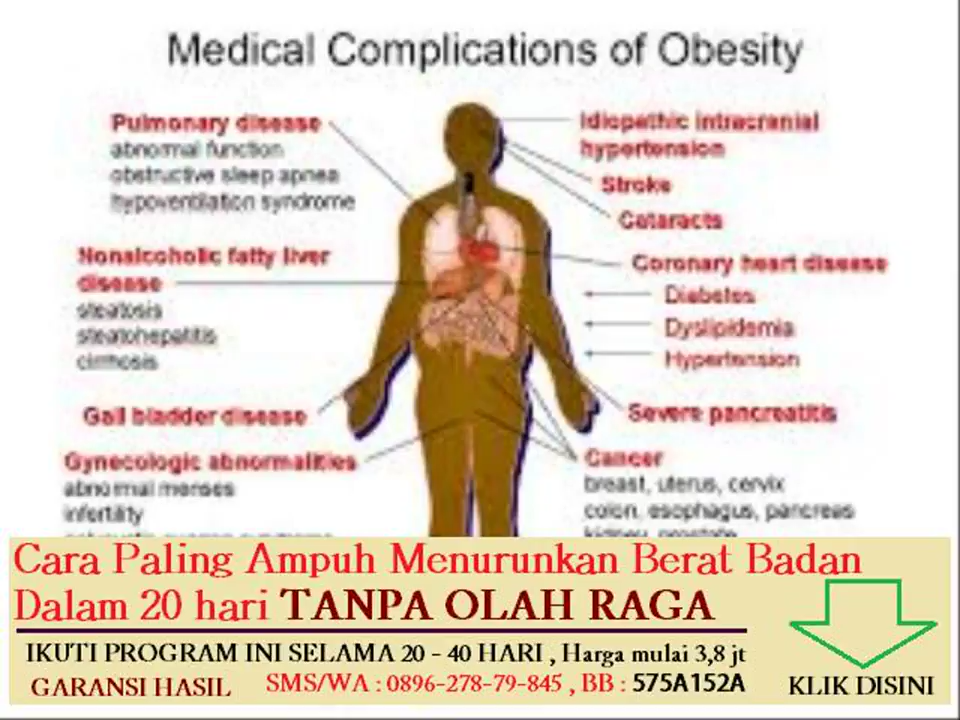 Medical Complications of Obesity
Pulmonary disease
abnormal function
obstructive sleep apnea
hypoventilation syndrome
Nonalcoholic fatty liver
disease
steatosis
steatohepatitis
cirrhosis
Gall bladder disease
Gynecologic abnormalities
abnormal menses
infertility
Idiopathic intracranial
hypertension
Stroke
Cataracts
Coronary heart disease
Diabetes
Dyslipidemia
Hypertension
Severe pancreatitis
Cancer
breast, uterus, cervix
colon, esophagus, pancreas
kidney, prostate
Cara Paling Ampuh Menurunkan Berat Badan
Dalam 20 hari TANPA OLAH RAGA
IKUTI PROGRAM INI SELAMA 20 - 40 HARI , Harga mulai 3,8 jt
GARANSI HASIL SMS/WA : 0896-278-79-845 , BB : 575A152A
KLIK DISINI